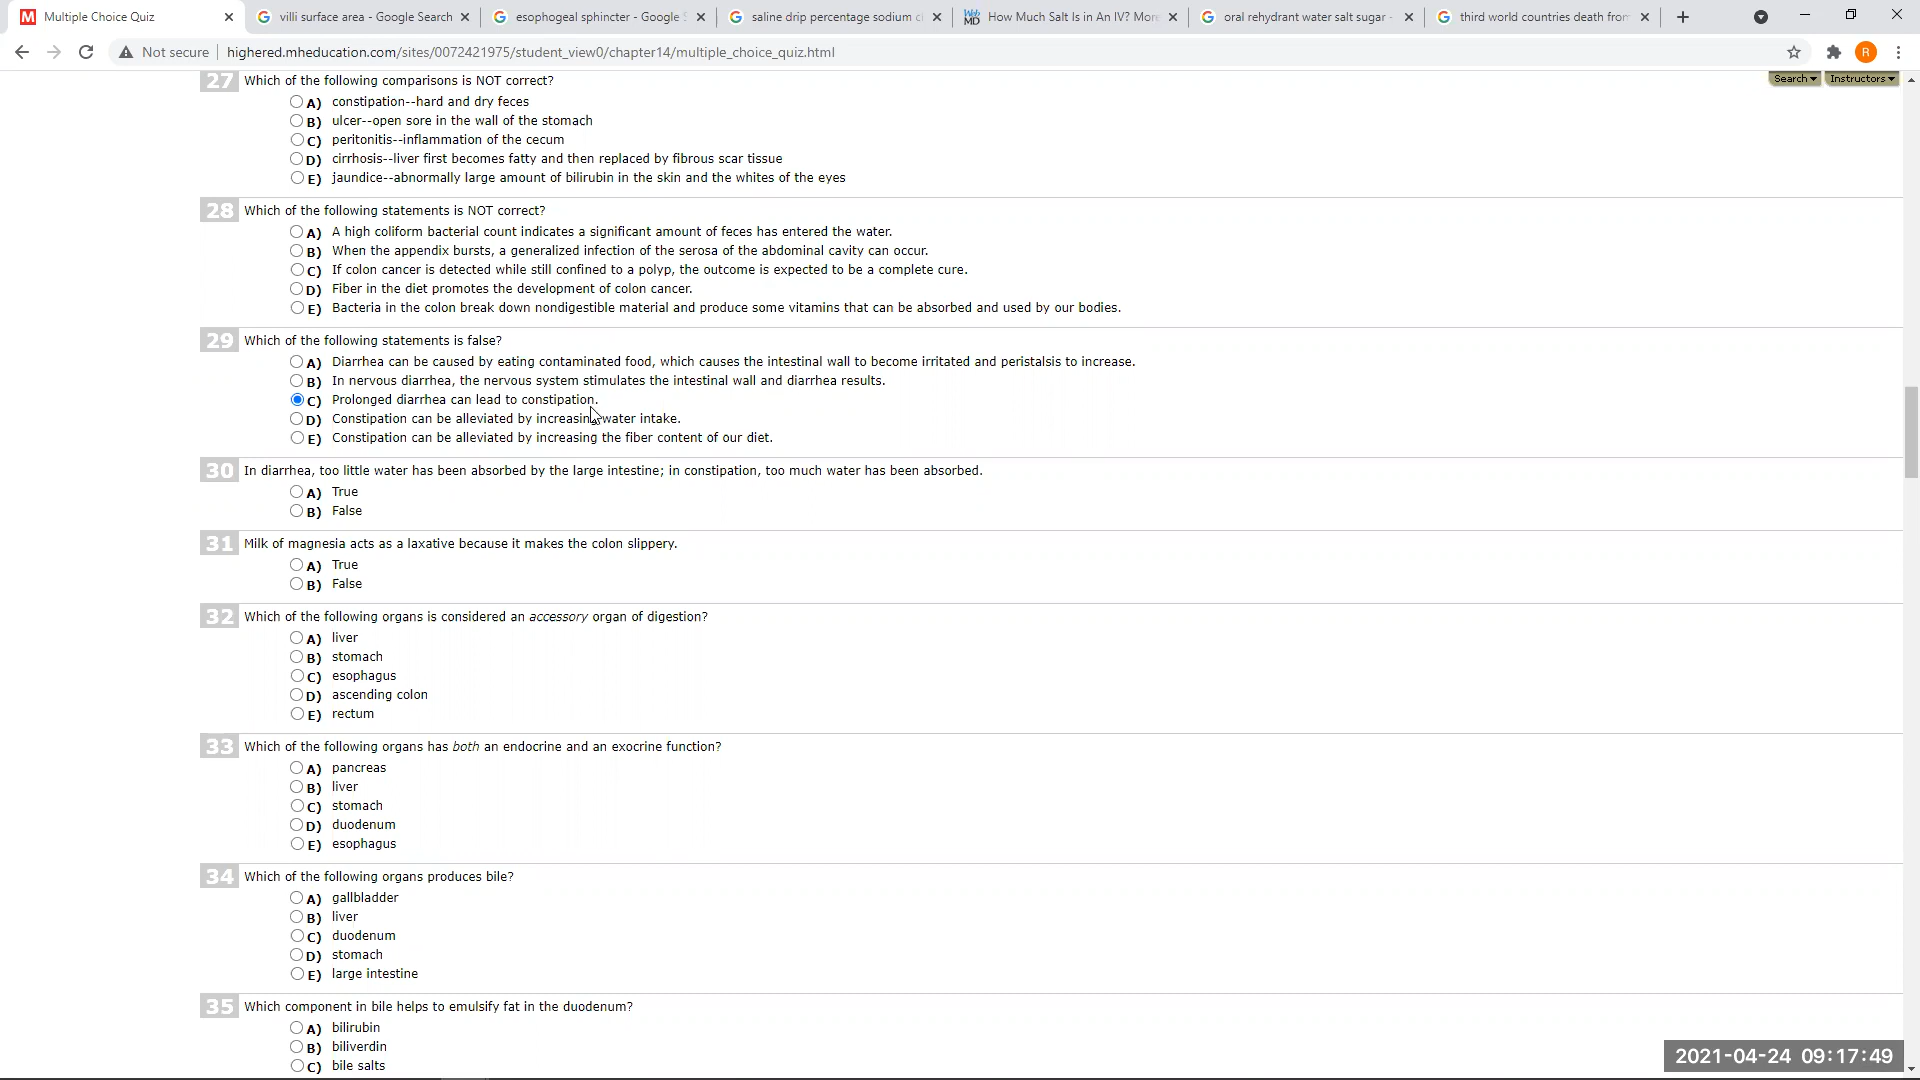 Multiple Choice Quiz
villi surface area - Google Search
esophogeal sphincter - Google S
saline drip percentage sodium cl
How Much Salt Is in An IV? More
oral rehydrant water salt sugar -
third world countries death from
Not secure
highered.mheducation.com/sites/0072421975/student_view0/chapter14/multiple_choice_quiz.html
R
Search
Instructors
27 Which of the following comparisons is NOT correct?
A) constipation--hard and dry feces
B) ulcer--open sore in the wall of the stomach
C) peritonitis--inflammation of the cecum
D) cirrhosis--liver first becomes fatty and then replaced by fibrous scar tissue
E) jaundice--abnormally large amount of bilirubin in the skin and the whites of the eyes
28 Which of the following statements is NOT correct?
A) A high coliform bacterial count indicates a significant amount of feces has entered the water.
B) When the appendix bursts, a generalized infection of the serosa of the abdominal cavity can occur.
C) If colon cancer is detected while still confined to a polyp, the outcome is expected to be a complete cure.
D) Fiber in the diet promotes the development of colon cancer.
E) Bacteria in the colon break down nondigestible material and produce some vitamins that can be absorbed and used by our bodies.
29 Which of the following statements is false?
A) Diarrhea can be caused by eating contaminated food, which causes the intestinal wall to become irritated and peristalsis to increase.
B) In nervous diarrhea, the nervous system stimulates the intestinal wall and diarrhea results.
C) Prolonged diarrhea can lead to constipation.
D) Constipation can be alleviated by increasing water intake.
E) Constipation can be alleviated by increasing the fiber content of our diet.
30 In diarrhea, too little water has been absorbed by the large intestine; in constipation, too much water has been absorbed.
A) True
B) False
31 Milk of magnesia acts as a laxative because it makes the colon slippery.
A) True
B) False
32 Which of the following organs is considered an accessory organ of digestion?
A) liver
B) stomach
C) esophagus
D) ascending colon
E) rectum
33 Which of the following organs has both an endocrine and an exocrine function?
A) pancreas
B) liver
C) stomach
D) duodenum
E) esophagus
34 Which of the following organs produces bile?
A) gallbladder
B) liver
C) duodenum
D) stomach
E) large intestine
35 Which component in bile helps to emulsify fat in the duodenum?
A) bilirubin
B) biliverdin
C) bile salts
2021-04-24 09:17:49